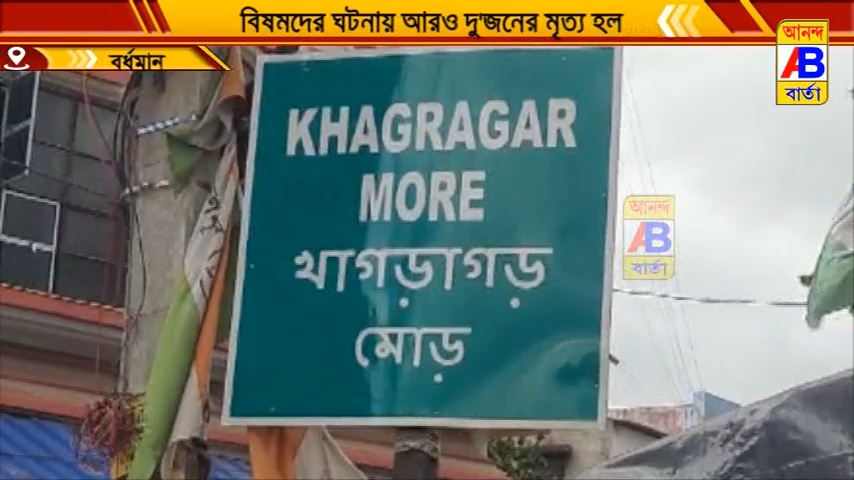 বিষমদের ঘটনায় আরও দু'জনের মৃত্য হল
বর্ধমান
আনন্দ
AB
বার্তা
KHAGRAGAR
MORE
খাগড়াগড়
মোড়
আনন্দ
AB
বার্তা